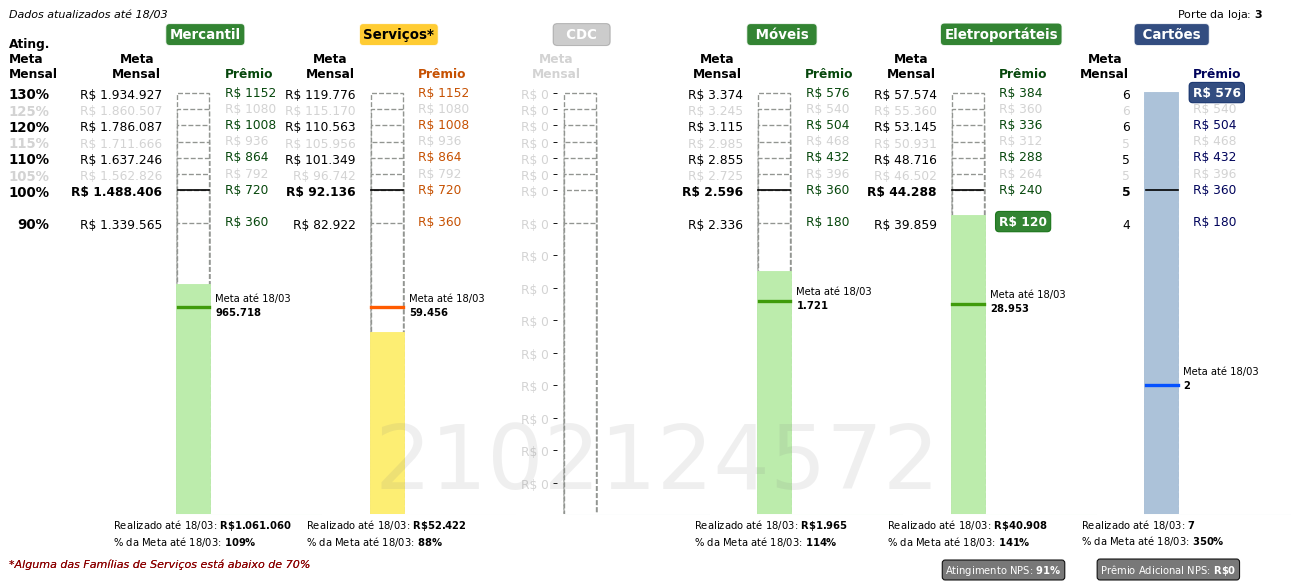 Dados atualizados até 18/03 Porte da loja: 3
Mercantil Serviços* CDC Móveis Eletroportáteis Cartões
Ating. Meta Mensal
Meta Mensal Prêmio Meta Mensal Prêmio Meta Mensal Meta Mensal Prêmio Meta Mensal Prêmio Meta Mensal Prêmio
130% R$ 1.934.927 R$ 1152 R$ 119.776 R$ 1152 R$ 0 R$ 3.374 R$ 576 R$ 57.574 R$ 384 6 R$ 576
125% R$ 1.860.507 R$ 1080 R$ 115.170 R$ 1080 R$ 0 R$ 3.245 R$ 540 R$ 55.360 R$ 360 6 R$ 540
120% R$ 1.786.087 R$ 1008 R$ 110.563 R$ 1008 R$ 0 R$ 3.115 R$ 504 R$ 53.145 R$ 336 6 R$ 504
115% R$ 1.711.666 R$ 936 R$ 105.956 R$ 936 R$ 0 R$ 2.985 R$ 468 R$ 50.931 R$ 312 5 R$ 468
110% R$ 1.637.246 R$ 864 R$ 101.349 R$ 864 R$ 0 R$ 2.855 R$ 432 R$ 48.716 R$ 288 5 R$ 432
105% R$ 1.562.826 R$ 792 R$ 96.742 R$ 792 R$ 0 R$ 2.725 R$ 396 R$ 46.502 R$ 264 5 R$ 396
100% R$ 1.488.406 R$ 720 R$ 92.136 R$ 720 R$ 0 R$ 2.596 R$ 360 R$ 44.288 R$ 240 5 R$ 360
90% R$ 1.339.565 R$ 360 R$ 82.922 R$ 360 R$ 0 R$ 2.336 R$ 180 R$ 39.859 R$ 120 4 R$ 180
R$ 0
R$ 0
R$ 0
R$ 0
R$ 0
R$ 0
R$ 0
R$ 0
Meta até 18/03
965.718
Meta até 18/03
59.456
Meta até 18/03
1.721
Meta até 18/03
28.953
Meta até 18/03
2
2102124572
Realizado até 18/03: R$1.061.060
% da Meta até 18/03: 109%
Realizado até 18/03: R$52.422
% da Meta até 18/03: 88%
Realizado até 18/03: R$1.965
% da Meta até 18/03: 114%
Realizado até 18/03: R$40.908
% da Meta até 18/03: 141%
Realizado até 18/03: 7
% da Meta até 18/03: 350%
*Alguma das Famílias de Serviços está abaixo de 70%
Atingimento NPS: 91%
Prêmio Adicional NPS: R$0